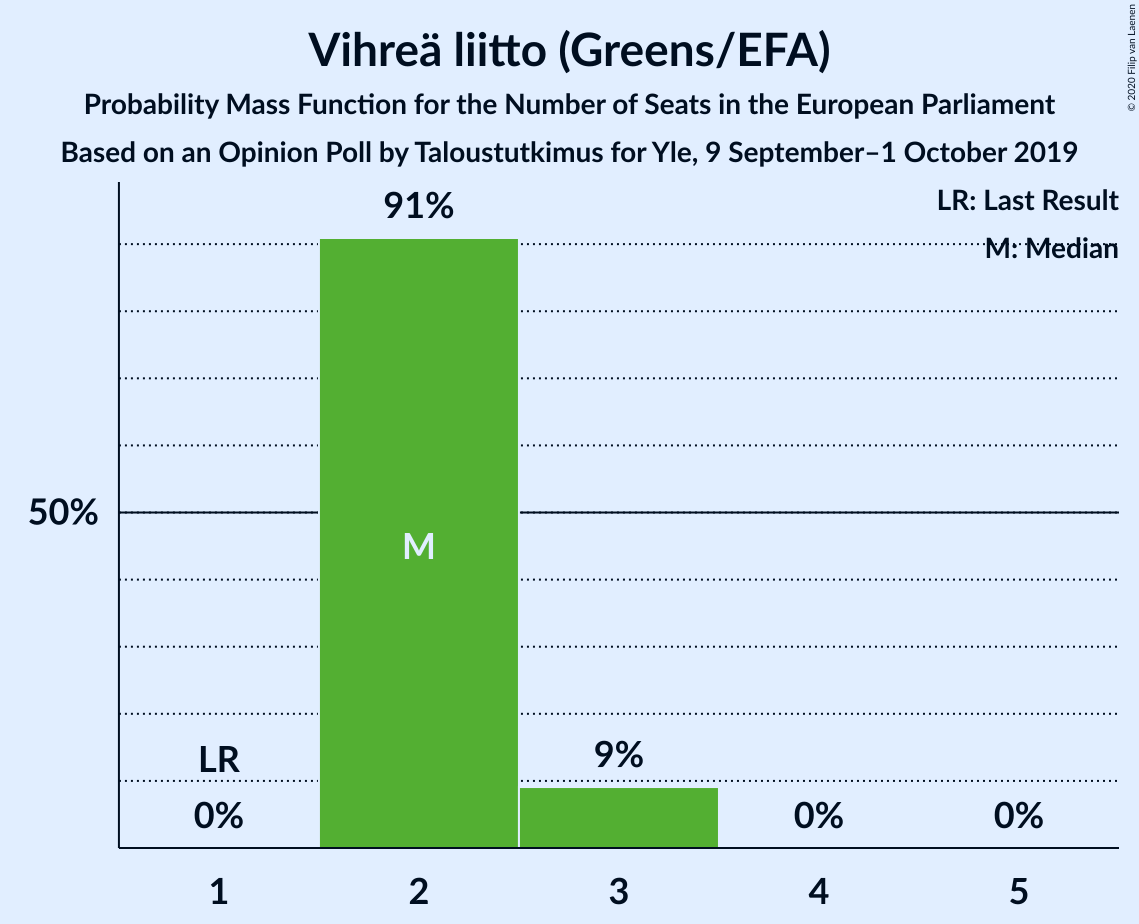 Vihreä liitto (Greens/EFA)
Probability Mass Function for the Number of Seats in the European Parliament
Based on an Opinion Poll by Taloustutkimus for Yle, 9 September–1 October 2019
© 2020 Filip van Laenen
LR: Last Result
M: Median
91%
50%
M
LR
9%
0%
0%
0%
1
2
3
4
5